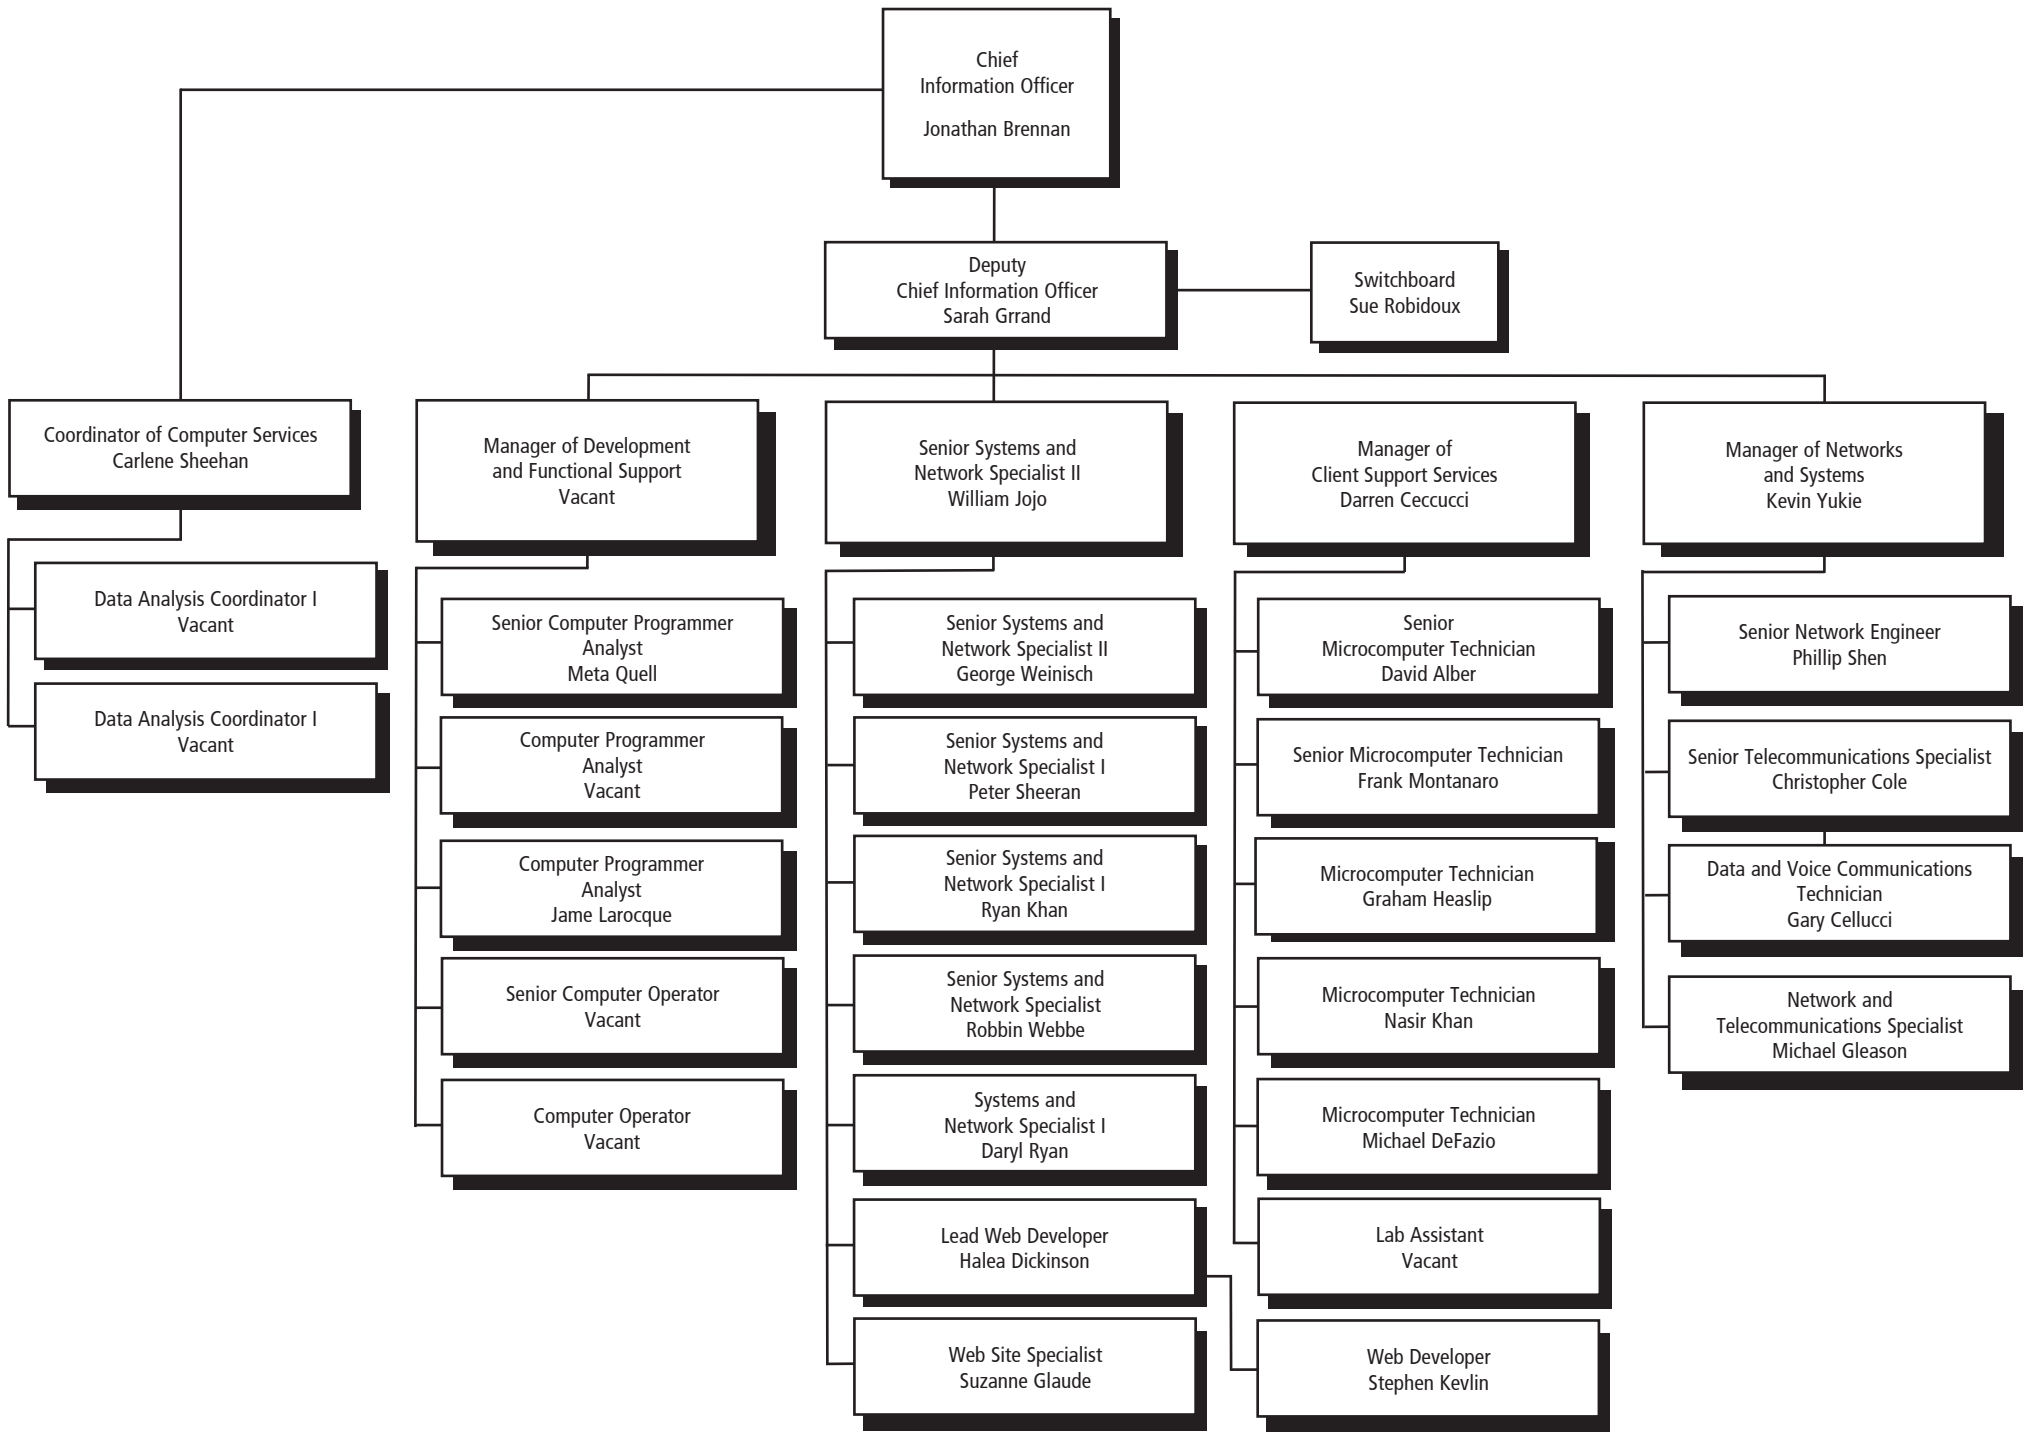 Chief
Information Officer
Jonathan Brennan
Deputy
Chief Information Officer
Sarah Grrand
Switchboard
Sue Robidoux
Coordinator of Computer Services
Carlene Sheehan
Data Analysis Coordinator I
Vacant
Data Analysis Coordinator I
Vacant
Manager of Development
and Functional Support
Vacant
Senior Computer Programmer
Analyst
Meta Quell
Computer Programmer
Analyst
Vacant
Computer Programmer
Analyst
Jame Larocque
Senior Computer Operator
Vacant
Computer Operator
Vacant
Senior Systems and
Network Specialist II
William Jojo
Senior Systems and
Network Specialist II
George Weinisch
Senior Systems and
Network Specialist I
Peter Sheeran
Senior Systems and
Network Specialist I
Ryan Khan
Senior Systems and
Network Specialist
Robbin Webbe
Systems and
Network Specialist I
Daryl Ryan
Lead Web Developer
Halea Dickinson
Web Site Specialist
Suzanne Glaude
Manager of
Client Support Services
Darren Ceccucci
Senior
Microcomputer Technician
David Alber
Senior Microcomputer Technician
Frank Montanaro
Microcomputer Technician
Graham Heaslip
Microcomputer Technician
Nasir Khan
Microcomputer Technician
Michael DeFazio
Lab Assistant
Vacant
Web Developer
Stephen Kevlin
Manager of Networks
and Systems
Kevin Yukie
Senior Network Engineer
Phillip Shen
Senior Telecommunications Specialist
Christopher Cole
Data and Voice Communications
Technician
Gary Cellucci
Network and
Telecommunications Specialist
Michael Gleason